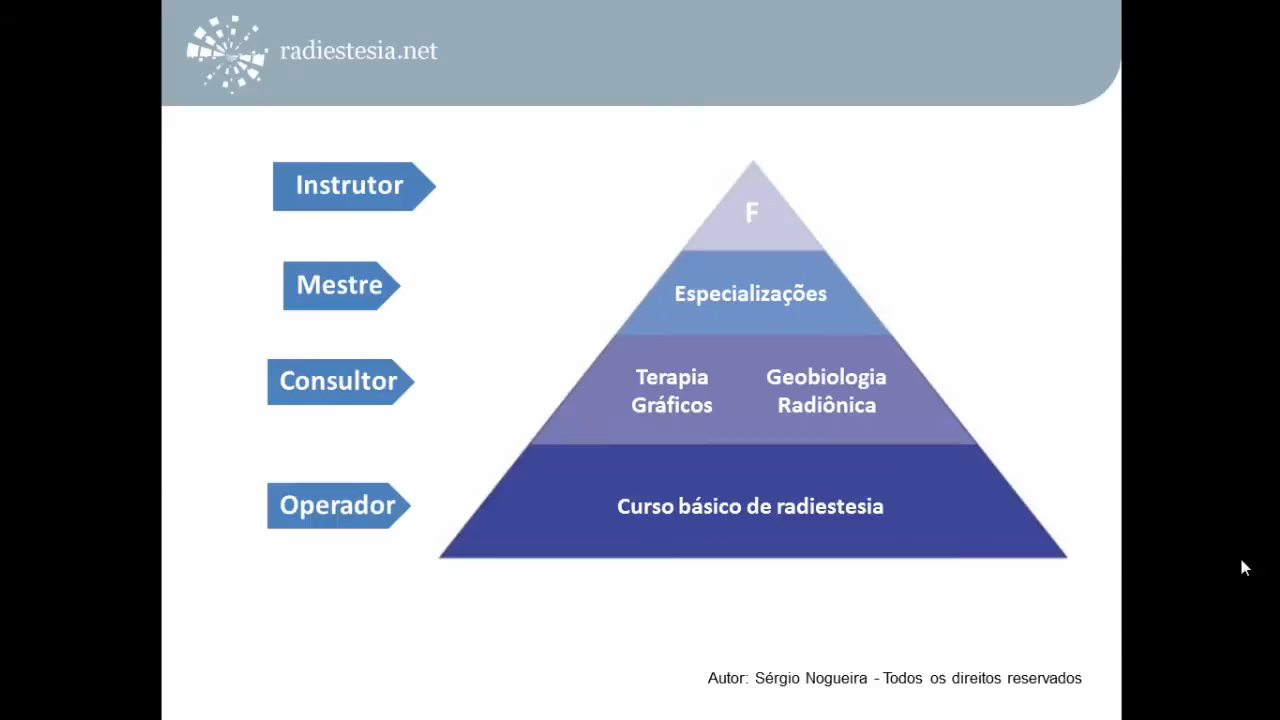 radiestesia.net
Instrutor
F
Mestre
Especializações
Consultor
Terapia
Gráficos
Geobiologia
Radiônica
Operador
Curso básico de radiestesia
Autor: Sérgio Nogueira - Todos os direitos reservados